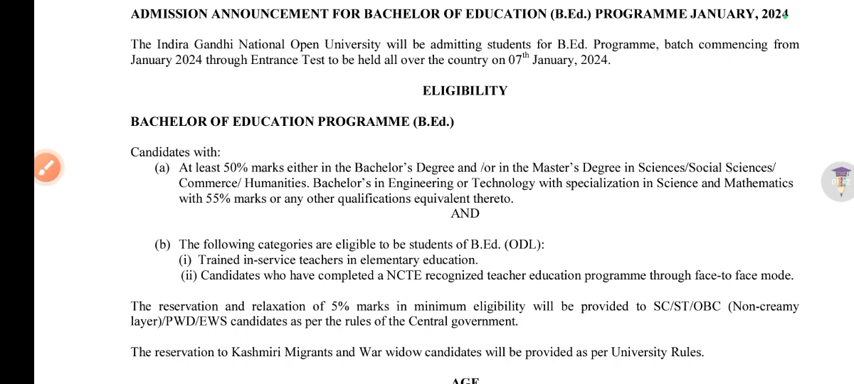 ADMISSION ANNOUNCEMENT FOR BACHELOR OF EDUCATION (B.Ed.) PROGRAMME JANUARY, 2024
The Indira Gandhi National Open University will be admitting students for B.Ed. Programme, batch commencing from
January 2024 through Entrance Test to be held all over the country on 07th January, 2024.
ELIGIBILITY
BACHELOR OF EDUCATION PROGRAMME (B.Ed.)
Candidates with:
(a) At least 50% marks either in the Bachelor's Degree and /or in the Master's Degree in Sciences/Social Sciences/
Commerce/ Humanities. Bachelor's in Engineering or Technology with specialization in Science and Mathematics
with 55% marks or any other qualifications equivalent thereto.
AND
(b) The following categories are eligible to be students of B.Ed. (ODL):
(i) Trained in-service teachers in elementary education.
(ii) Candidates who have completed a NCTE recognized teacher education programme through face-to face mode.
The reservation and relaxation of 5% marks in minimum eligibility will be provided to SC/ST/OBC (Non-creamy
layer)/PWD/EWS candidates as per the rules of the Central government.
The reservation to Kashmiri Migrants and War widow candidates will be provided as per University Rules.
AGE